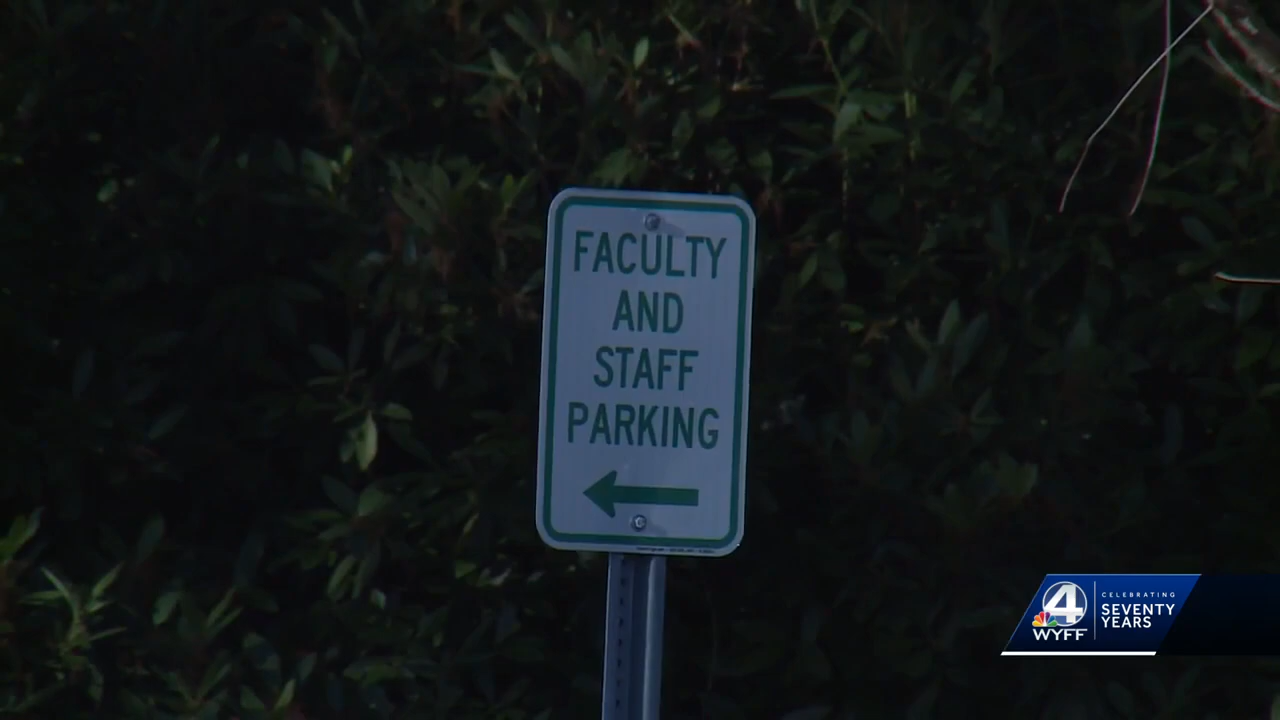 FACULTY
AND
STAFF
PARKING
4
WYFF
CELEBRATING
SEVENTY
YEARS